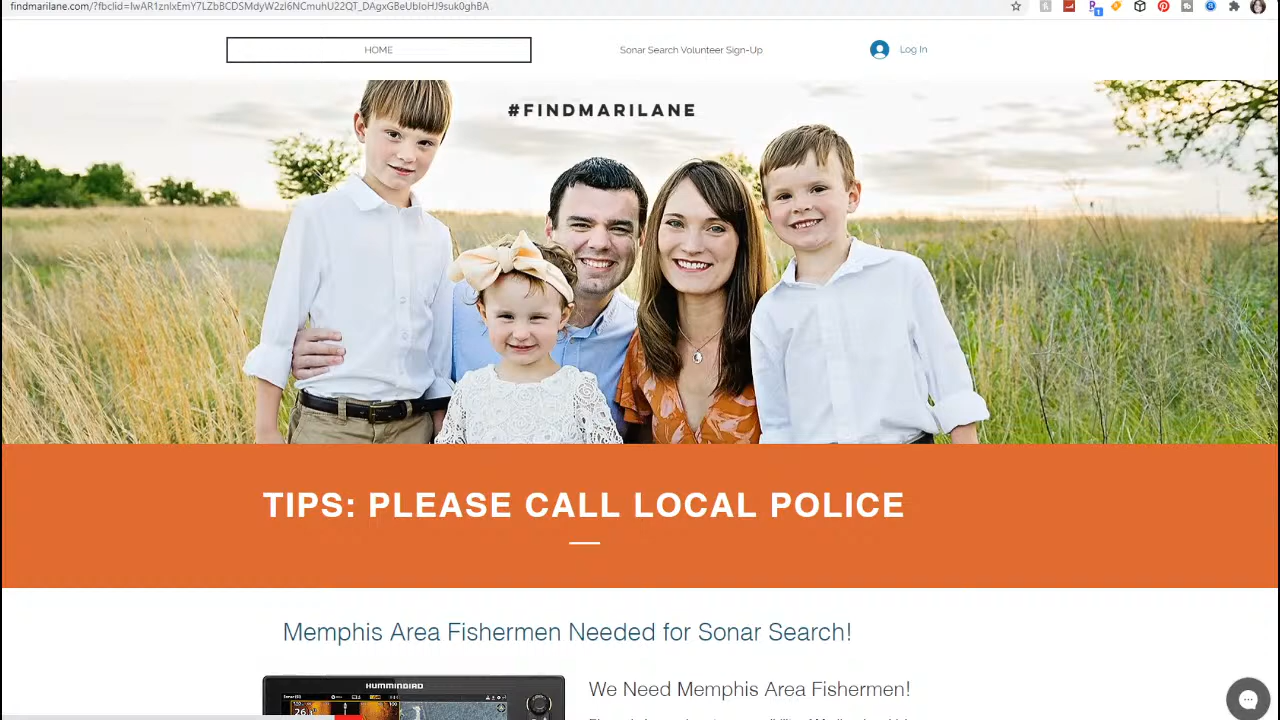 findmarilane.com/?fbclid=IwAR1znlxEmY7LZbBCDSMdyW2zl6NCmuhU22QT_DAgxGBeUbIoHJ9suk0ghBA
HOME
Sonar Search Volunteer Sign-Up
Log In
#FINDMARILANE
TIPS: PLEASE CALL LOCAL POLICE
Memphis Area Fishermen Needed for Sonar Search!
HUMMINBIRD
We Need Memphis Area Fishermen!